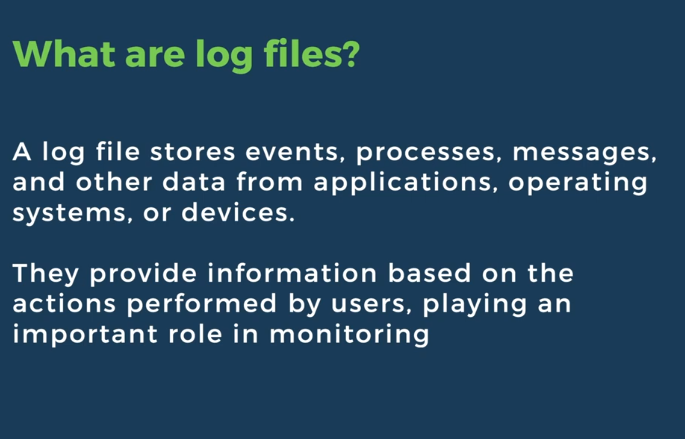 What are log files?
A log file stores events, processes, messages,
and other data from applications, operating
systems, or devices.
They provide information based on the
actions performed by users, playing an
important role in monitoring